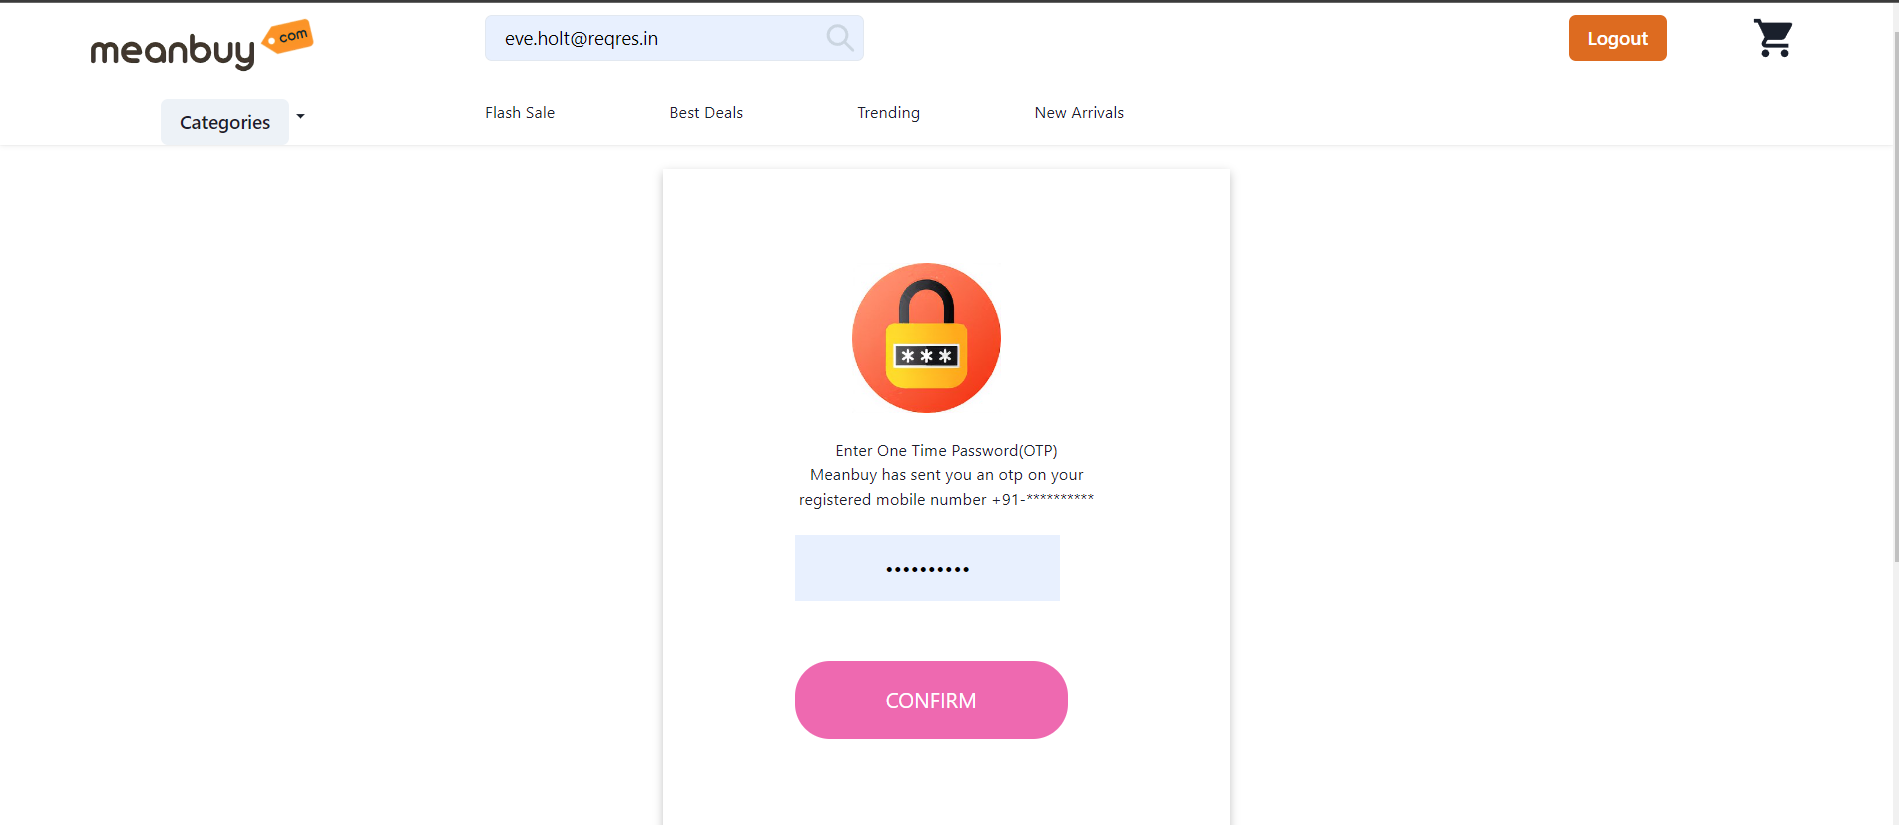 meanbuy .com
eve.holt@reqres.in
Logout
Categories
Flash Sale
Best Deals
Trending
New Arrivals
***
Enter One Time Password(OTP)
Meanbuy has sent you an otp on your
registered mobile number +91-**********
••••••••••
CONFIRM